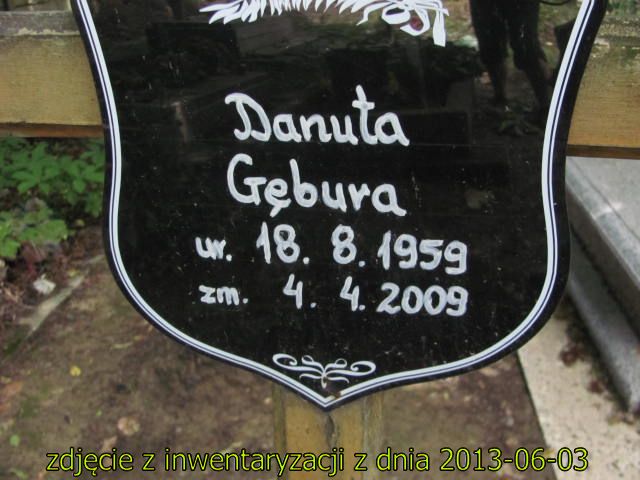 Danuta
Gębura
ur. 18. 8. 1959
zm. 4. 4. 2009
zdjęcie z inwentaryzacji z dnia 2013-06-03